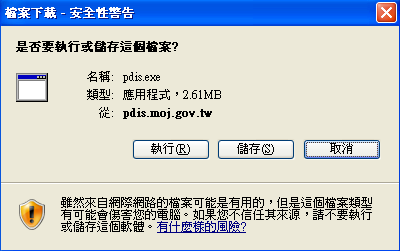 檔案下載 - 安全性警告
是否要執行或儲存這個檔案?
名稱: pdis.exe
類型: 應用程式，2.61MB
從: pdis.moj.gov.tw
執行(R)
儲存(S)
取消
雖然來自網際網路的檔案可能是有用的，但是這個檔案類型
有可能會傷害您的電腦。如果您不信任其來源，請不要執行
或儲存這個軟體。有什麼樣的風險?